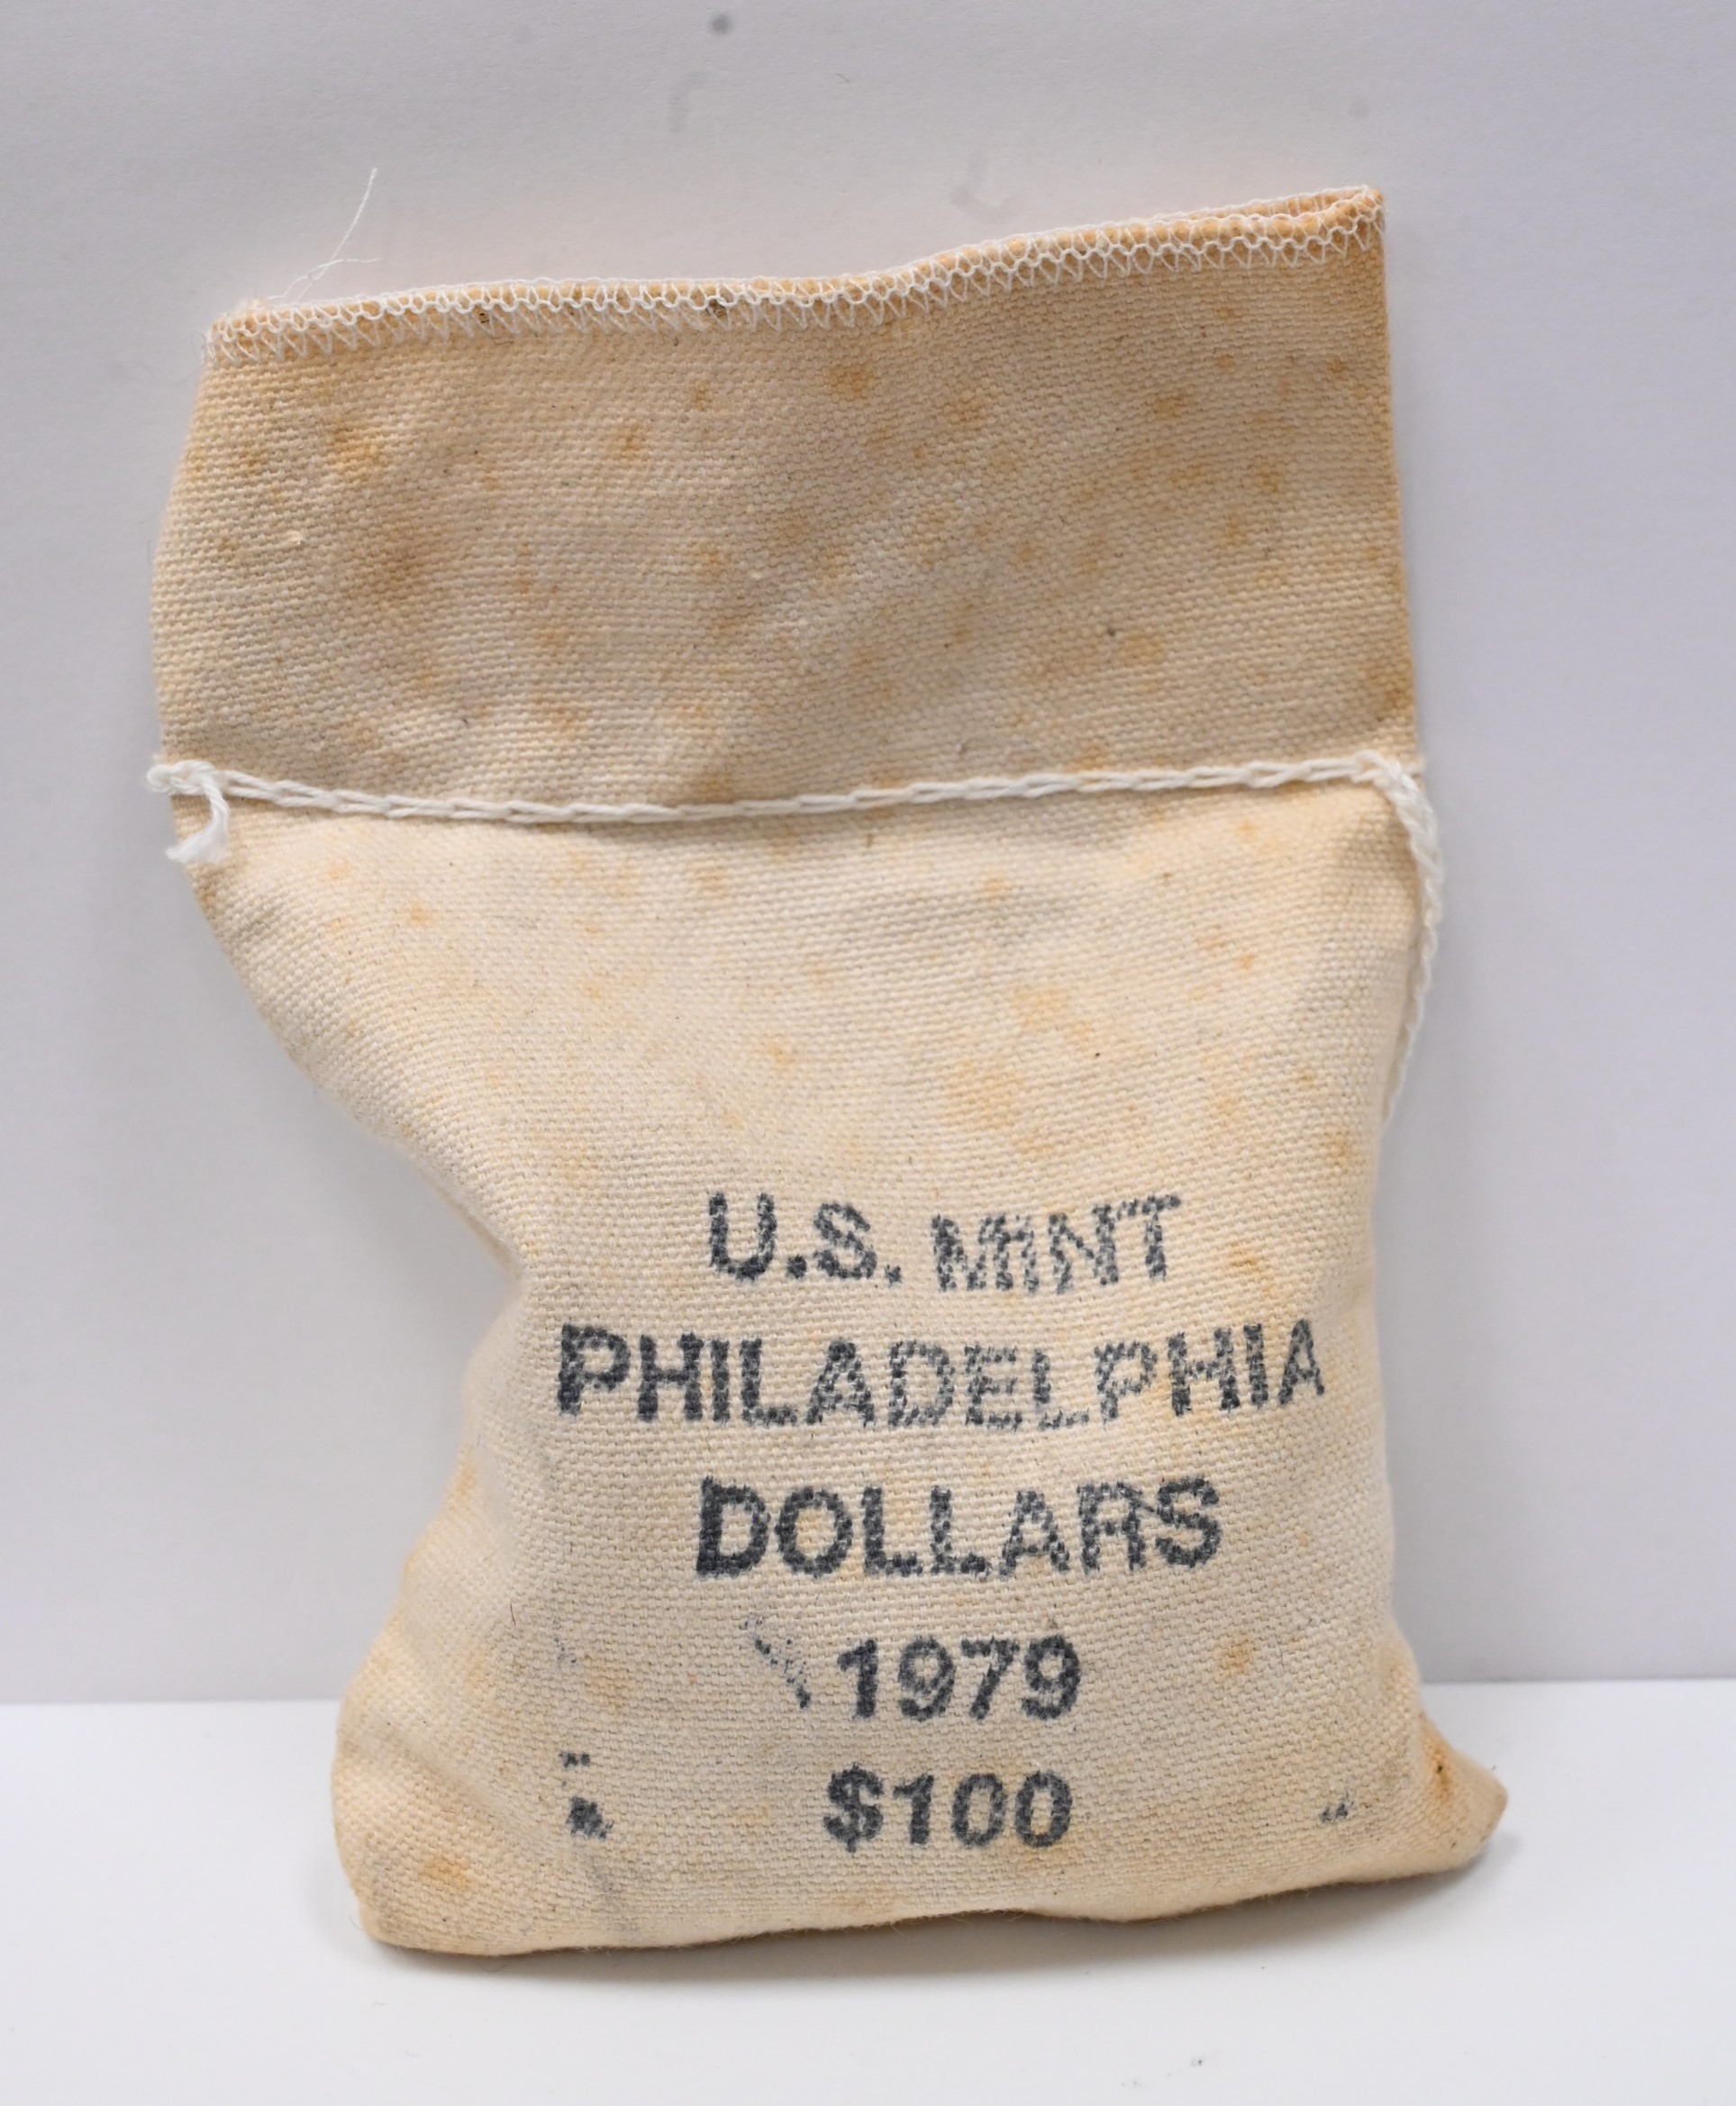 U.S. MINT
PHILADELPHIA
DOLLARS
1979
$100